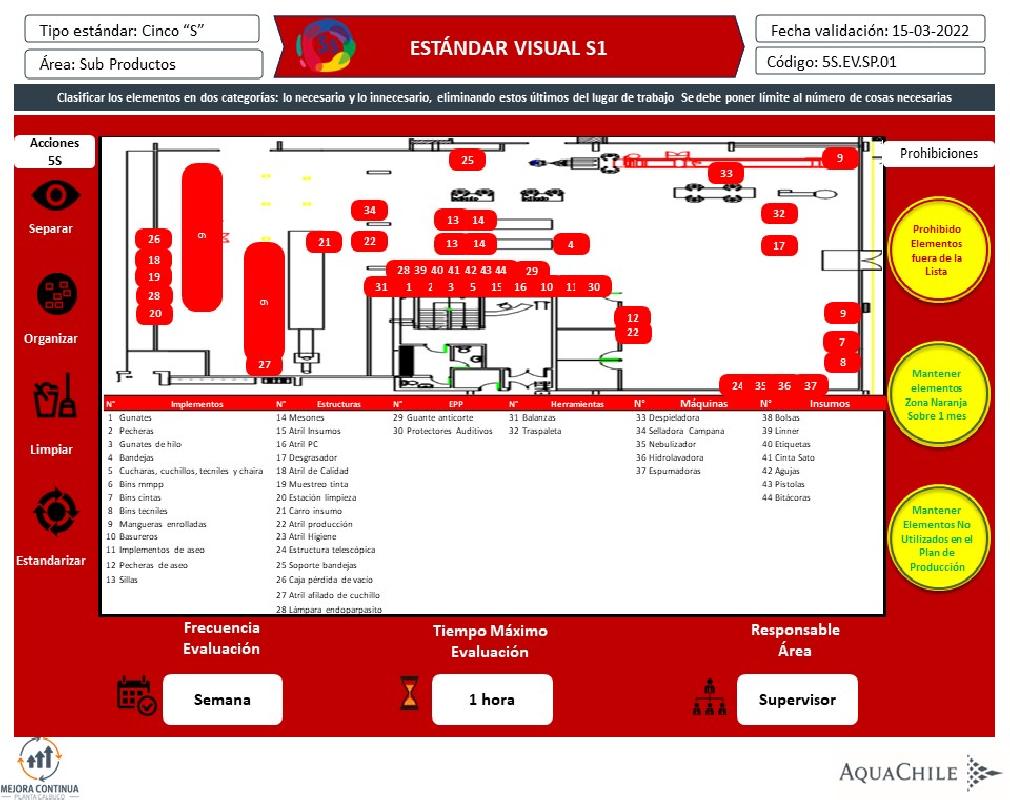 Tipo estándar: Cinco “S”
Área: Sub Productos
5S
ESTÁNDAR VISUAL S1
Fecha validación: 15-03-2022
Código: 5S.EV.SP.01
Clasificar los elementos en dos categorías: lo necesario y lo innecesario, eliminando estos últimos del lugar de trabajo Se debe poner límite al número de cosas necesarias
Acciones
5S
Separar
Organizar
Limpiar
Estandarizar
25
9
33
34
13 14
32
26
6
21
22
13 14
4
17
18
28 39 40 41 42 43 44 29
19
31 1 2 3 5 15 16 10 11 30
28
6
20
12
9
22
7
27
8
24 35 36 37
N° Implementos
1 Gunates
2 Pecheras
3 Gunates de hilo
4 Bandejas
5 Cucharas, cuchillos, tecniles y chaira
6 Bins mmpp
7 Bins cintas
8 Bins tecniles
9 Mangueras enrolladas
10 Basureros
11 Implementos de aseo
12 Pecheras de aseo
13 Sillas
N° Estructuras
14 Mesones
15 Atril Insumos
16 Atril PC
17 Desgrasador
18 Atril de Calidad
19 Muestreo tinta
20 Estación limpieza
21 Carro insumo
22 Atril producción
23 Atril Higiene
24 Estructura telescópica
25 Soporte bandejas
26 Caja pérdida de vacío
27 Atril afilado de cuchillo
28 Lámpara endoparpasito
N° EPP
29 Guante anticorte
30 Protectores Auditivos
N° Herramientas
31 Balanzas
32 Traspaleta
N° Máquinas
33 Despieladora
34 Selladora Campana
35 Nebulizador
36 Hidrolavadora
37 Espumadoras
N° Insumos
38 Bolsas
39 Linner
40 Etiquetas
41 Cinta Sato
42 Agujas
43 Pistolas
44 Bitácoras
Prohibiciones
Prohibido
Elementos
fuera de la
Lista
Mantener
elementos
Zona Naranja
Sobre 1 mes
Mantener
Elementos No
Utilizados en el
Plan de
Producción
Frecuencia
Evaluación
Semana
Tiempo Máximo
Evaluación
1 hora
Responsable
Área
Supervisor
MEJORA CONTINUA
PLANTA CALBUCO
AQUACHILE